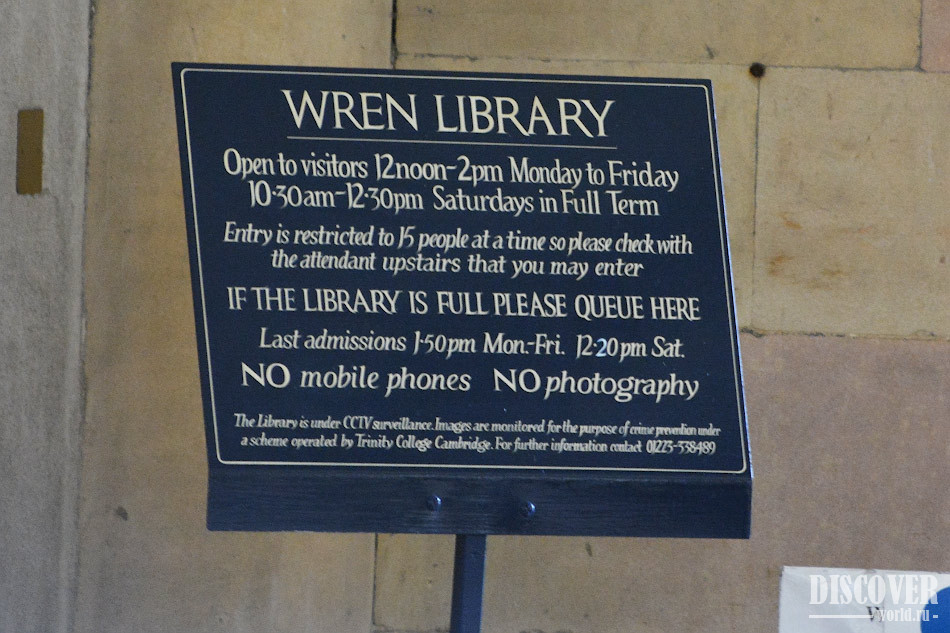 WREN LIBRARY
Open to visitors 12noon-2pm Monday to Friday
10·30am-12·30pm Saturdays in Full Term
Entry is restricted to 15 people at a time so please check with
the attendant upstairs that you may enter
IF THE LIBRARY IS FULL PLEASE QUEUE HERE
Last admissions 1·50pm Mon.-Fri. 12·20pm Sat.
NO mobile phones NO photography
The Library is under CCTV surveillance. Images are monitored for the purpose of crime prevention under
a scheme operated by Trinity College Cambridge. For further information contact 01223-338489
DISCOVER
world.ru